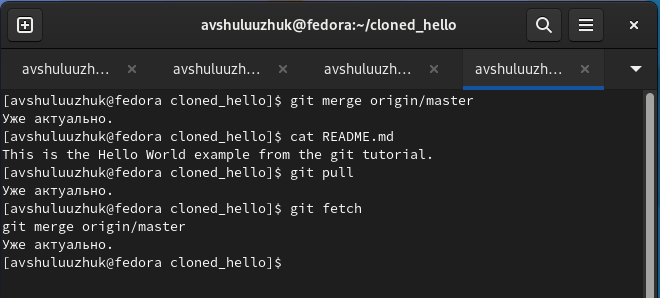 avshuluuzhuk@fedora:~/cloned_hello
avshuluuzh... × avshuluuzh... × avshuluuzh... × avshuluuzh... ×
[avshuluuzhuk@fedora cloned_hello]$ git merge origin/master
Уже актуально.
[avshuluuzhuk@fedora cloned_hello]$ cat README.md
This is the Hello World example from the git tutorial.
[avshuluuzhuk@fedora cloned_hello]$ git pull
Уже актуально.
[avshuluuzhuk@fedora cloned_hello]$ git fetch
git merge origin/master
Уже актуально.
[avshuluuzhuk@fedora cloned_hello]$